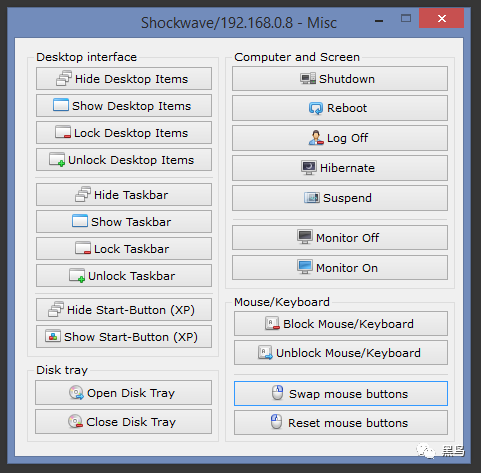 Shockwave/192.168.0.8 - Misc
Desktop interface
Hide Desktop Items
Show Desktop Items
Lock Desktop Items
Unlock Desktop Items
Hide Taskbar
Show Taskbar
Lock Taskbar
Unlock Taskbar
Hide Start-Button (XP)
Show Start-Button (XP)
Disk tray
Open Disk Tray
Close Disk Tray
Computer and Screen
Shutdown
Reboot
Log Off
Hibernate
Suspend
Monitor Off
Monitor On
Mouse/Keyboard
Block Mouse/Keyboard
Unblock Mouse/Keyboard
Swap mouse buttons
Reset mouse buttons
黑鸟